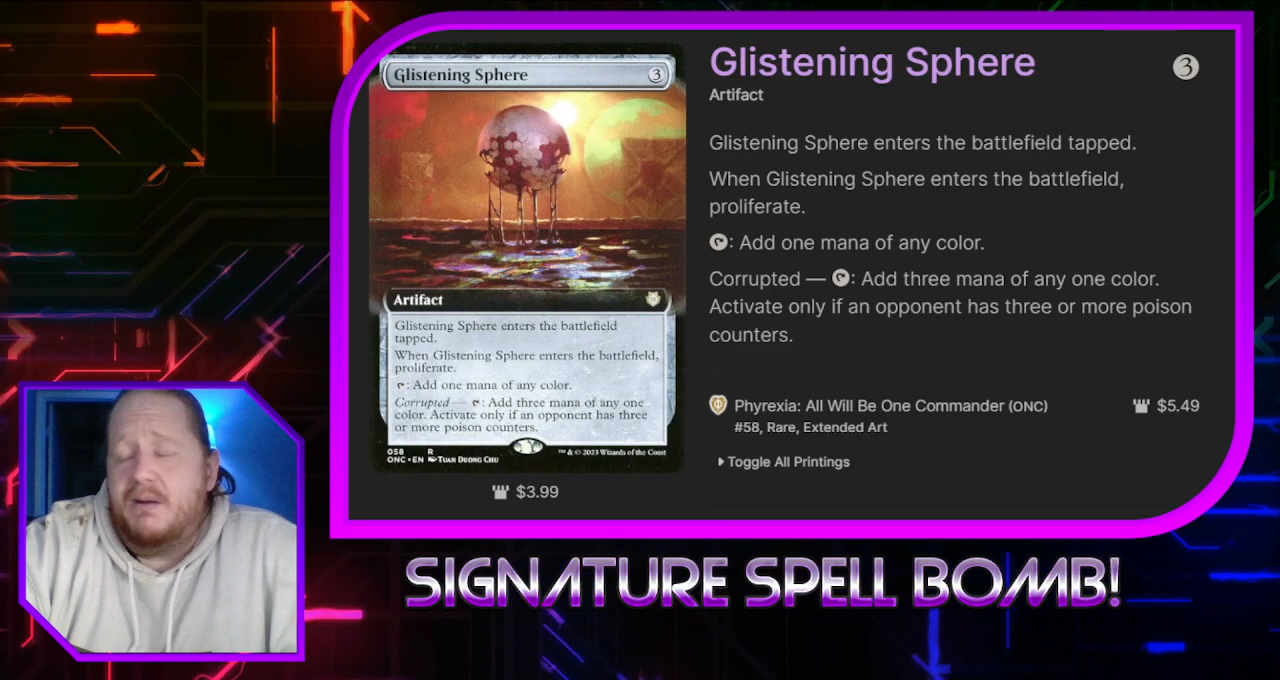 Glistening Sphere 3
Artifact
Glistening Sphere enters the battlefield
tapped.
When Glistening Sphere enters the battlefield,
proliferate.
: Add one mana of any color.
Corrupted — : Add three mana of any one
color. Activate only if an opponent has three
or more poison counters.
058 R
ONC • EN Tuan Duong Chu ™ & © 2023 Wizards of the Coast
$3.99
Glistening Sphere 3
Artifact
Glistening Sphere enters the battlefield tapped.
When Glistening Sphere enters the battlefield,
proliferate.
: Add one mana of any color.
Corrupted — : Add three mana of any one color.
Activate only if an opponent has three or more poison
counters.
Phyrexia: All Will Be One Commander (ONC) $5.49
#58, Rare, Extended Art
Toggle All Printings
SIGNATURE SPELL BOMB!